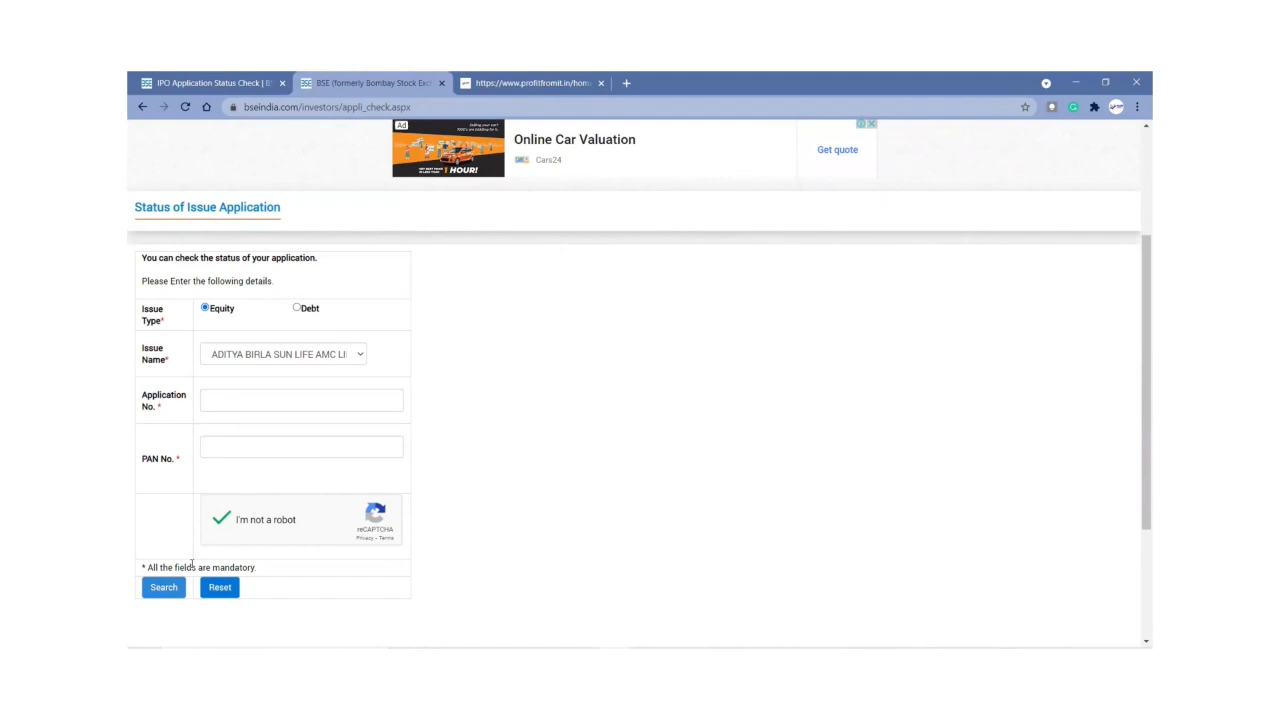 IPO Application Status Check | BS
BSE (formerly Bombay Stock Exc
https://www.profitfromit.in/hom
bseindia.com/investors/appli_check.aspx
Ad
1 HOUR!
Online Car Valuation
Cars24
Get quote
Status of Issue Application
You can check the status of your application.
Please Enter the following details.
Issue
Type*
Equity
Debt
Issue
Name*
ADITYA BIRLA SUN LIFE AMC LI
Application
No. *
PAN No. *
I'm not a robot
reCAPTCHA
Privacy - Terms
* All the fields are mandatory.
Search
Reset